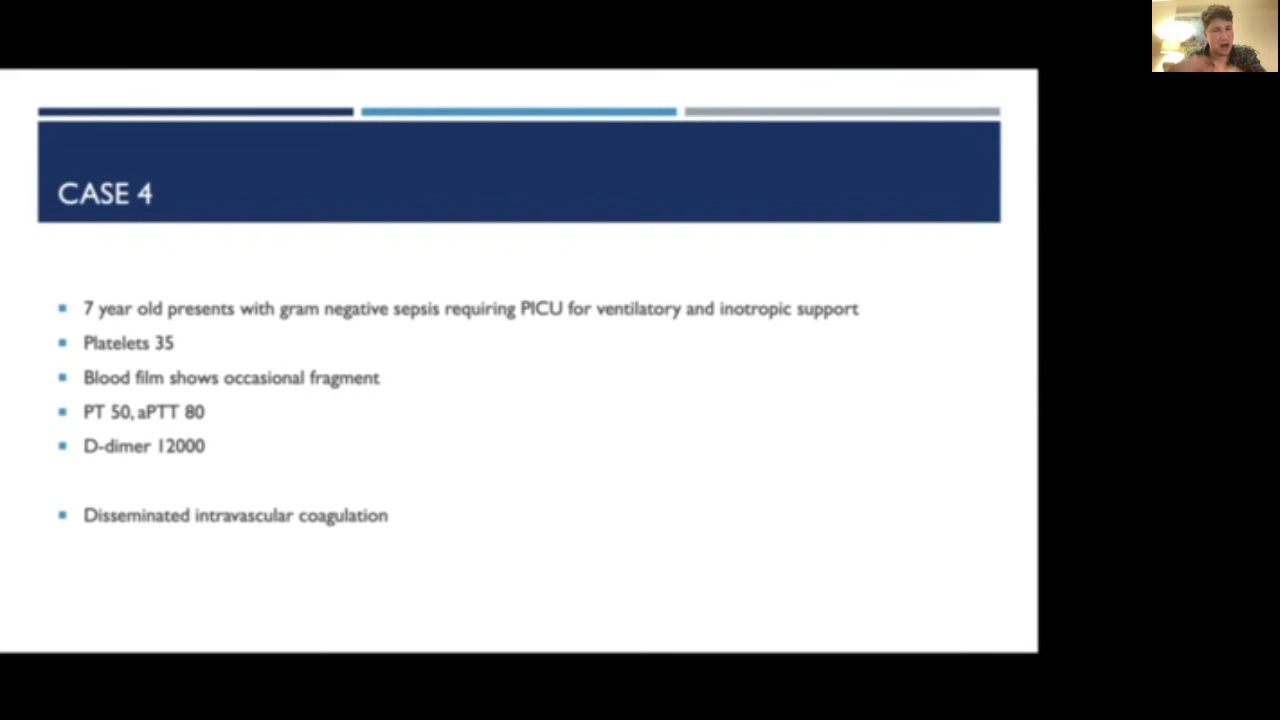 CASE 4
7 year old presents with gram negative sepsis requiring PICU for ventilatory and inotropic support
Platelets 35
Blood film shows occasional fragment
PT 50, aPTT 80
D-dimer 12000
Disseminated intravascular coagulation